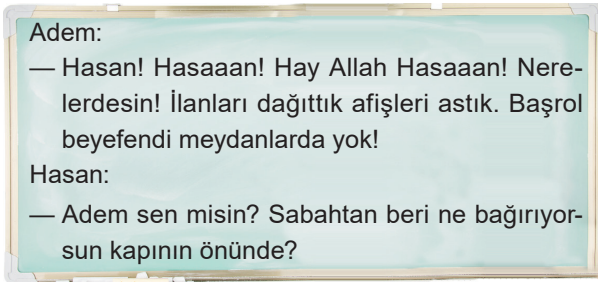 Adem:
— Hasan! Hasaaan! Hay Allah Hasaaan! Nere-
lerdesin! İlanları dağıttık afişleri astık. Başrol
beyefendi meydanlarda yok!
Hasan:
— Adem sen misin? Sabahtan beri ne bağırıyor-
sun kapının önünde?